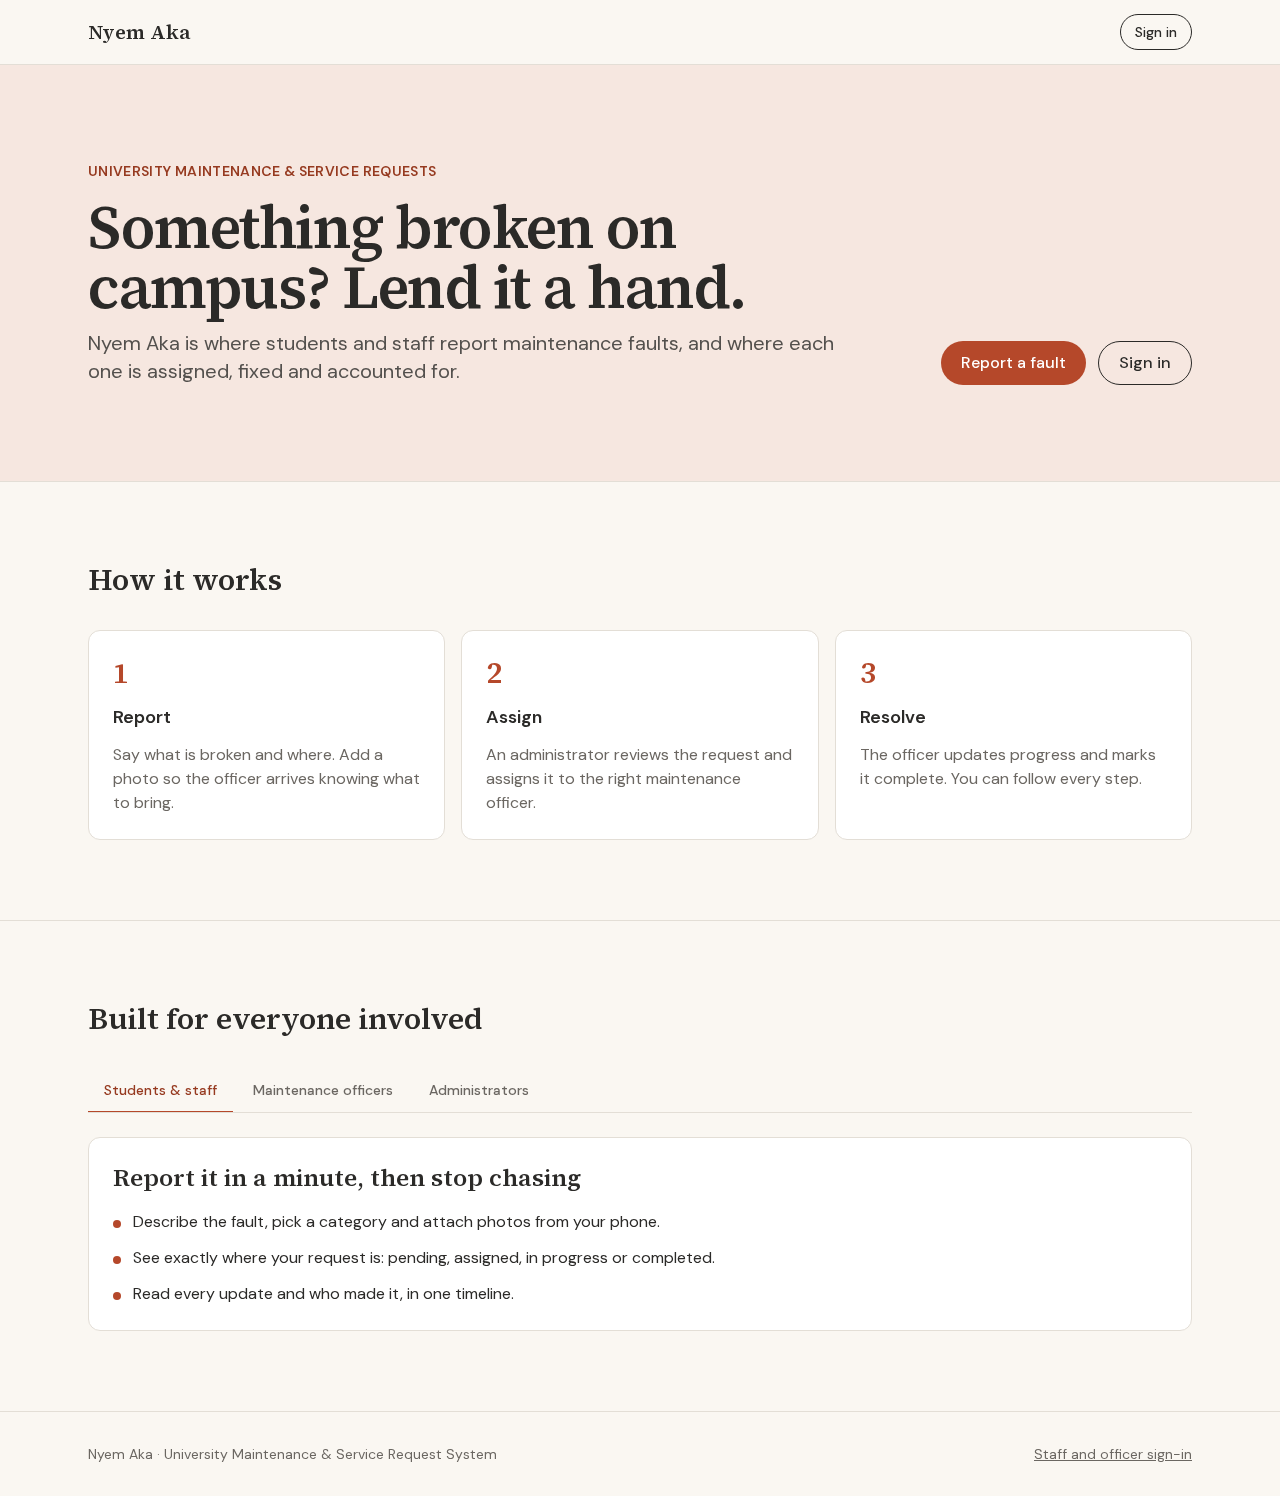 Nyem Aka
Sign in
UNIVERSITY MAINTENANCE & SERVICE REQUESTS
Something broken on
campus? Lend it a hand.
Nyem Aka is where students and staff report maintenance faults, and where each
one is assigned, fixed and accounted for.
Report a fault
Sign in
How it works
1
Report
Say what is broken and where. Add a
photo so the officer arrives knowing what
to bring.
2
Assign
An administrator reviews the request and
assigns it to the right maintenance
officer.
3
Resolve
The officer updates progress and marks
it complete. You can follow every step.
Built for everyone involved
Students & staff
Maintenance officers
Administrators
Report it in a minute, then stop chasing
Describe the fault, pick a category and attach photos from your phone.
See exactly where your request is: pending, assigned, in progress or completed.
Read every update and who made it, in one timeline.
Nyem Aka · University Maintenance & Service Request System
Staff and officer sign-in